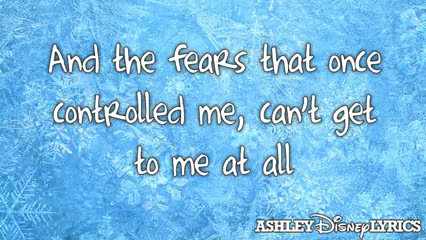 And the fears that once
controlled me, can't get
to me at all
ASHLEY Disney LYRICS